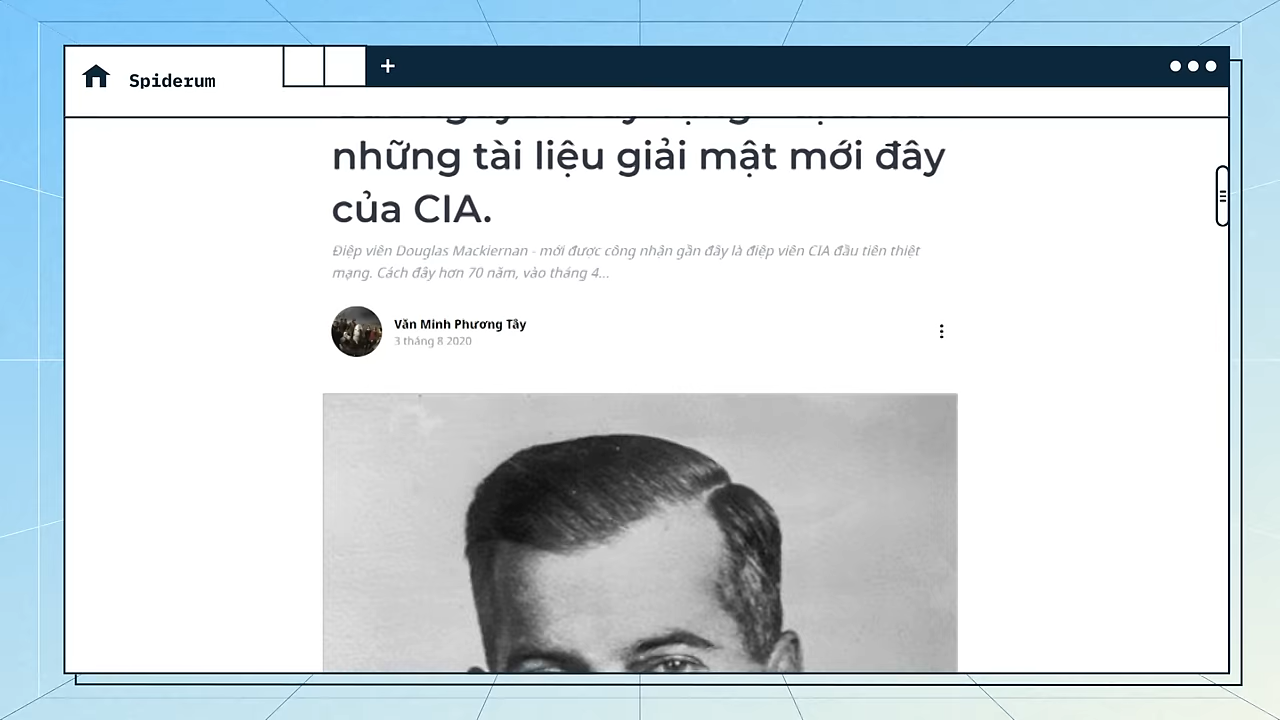 Spiderum
những tài liệu giải mật mới đây
của CIA.
Điệp viên Douglas Mackiernan - mới được công nhận gần đây là điệp viên CIA đầu tiên thiệt
mạng. Cách đây hơn 70 năm, vào tháng 4...
Văn Minh Phương Tây
3 tháng 8 2020